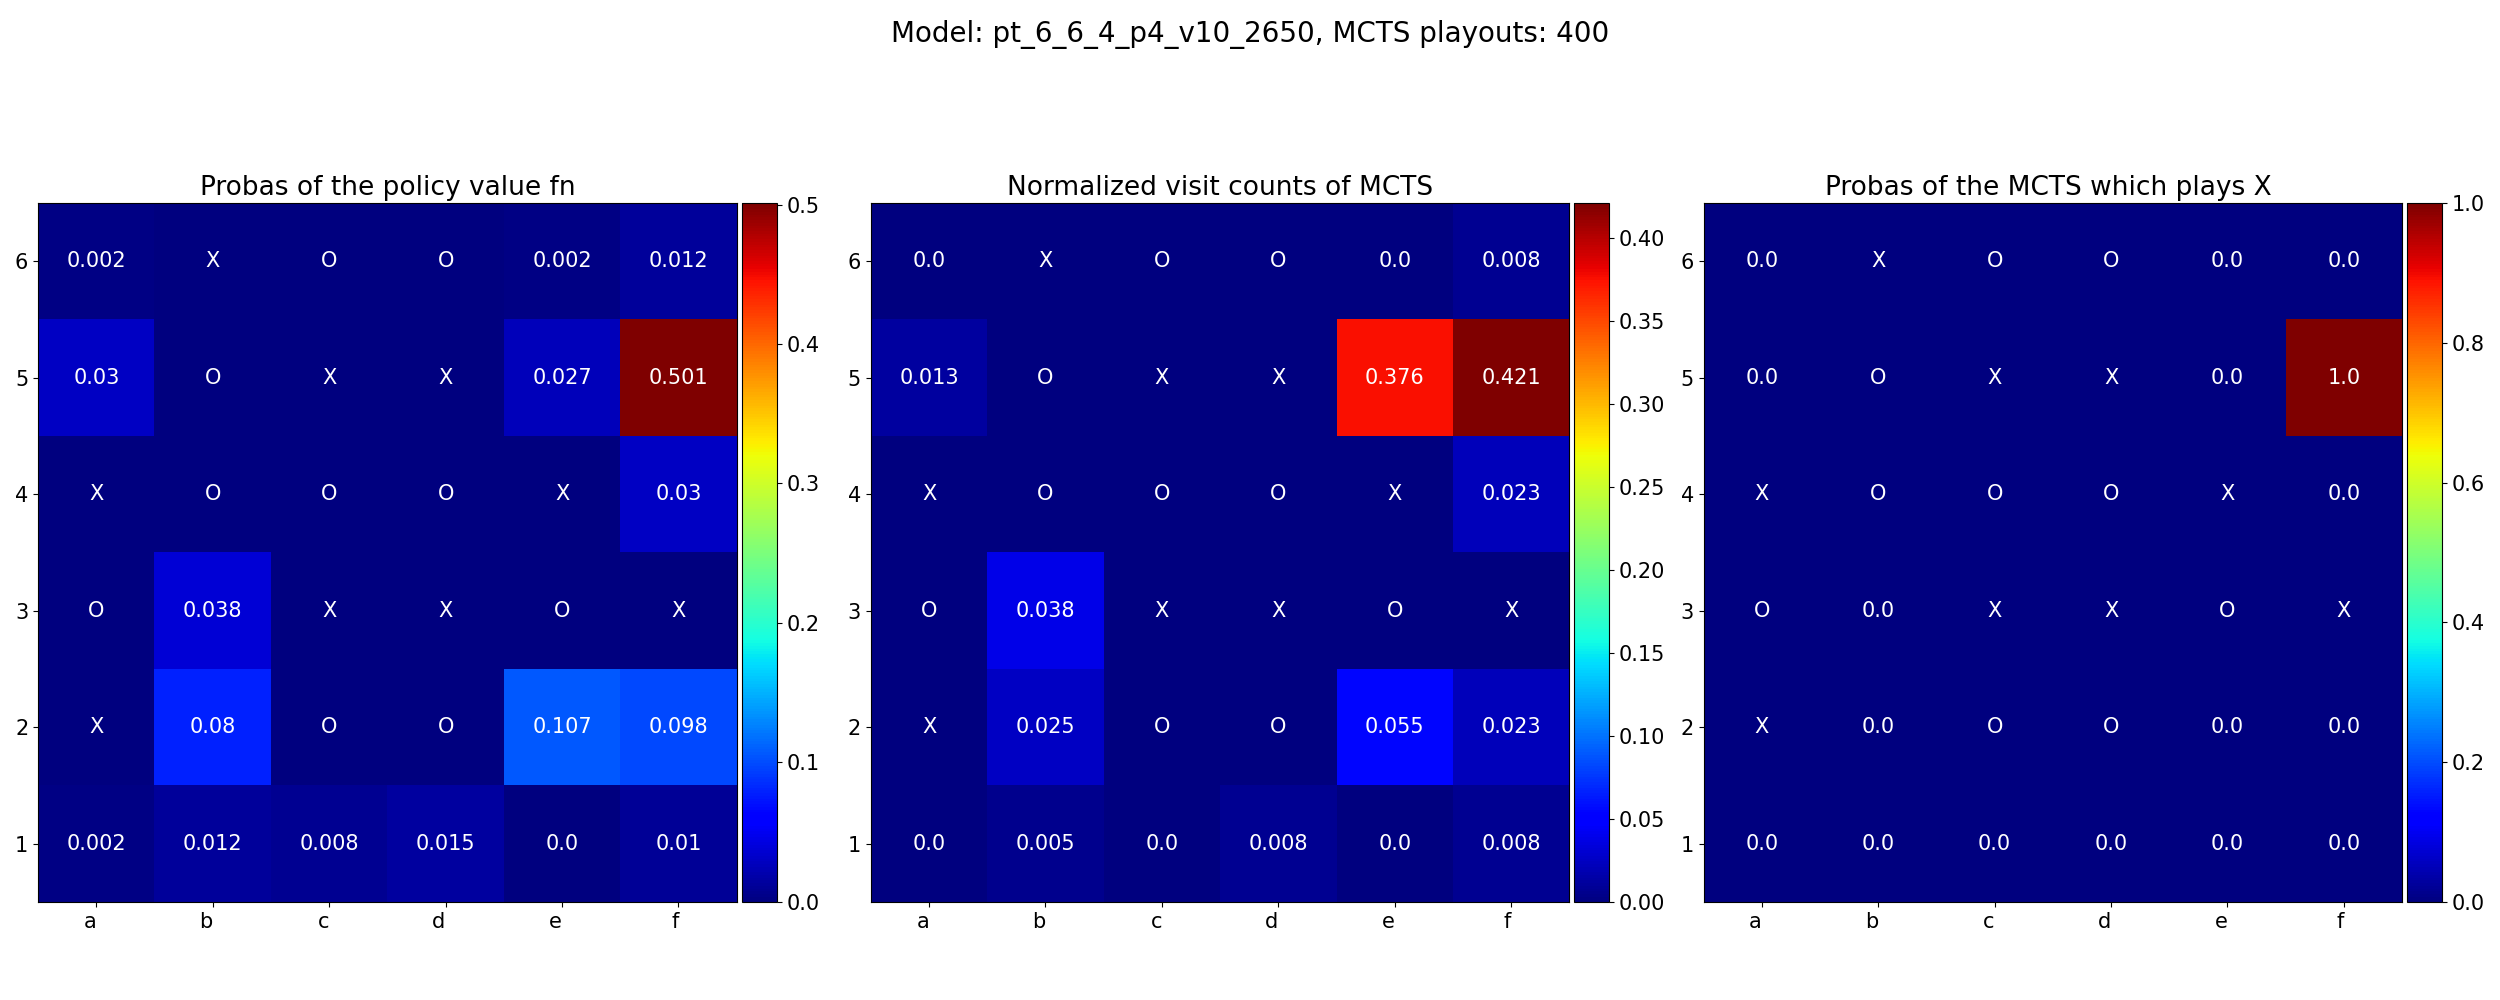 Model: pt_6_6_4_p4_v10_2650, MCTS playouts: 400
Probas of the policy value fn
6 0.002 X O O 0.002 0.012
5 0.03 O X X 0.027 0.501
4 X O O O X 0.03
3 O 0.038 X X O X
2 X 0.08 O O 0.107 0.098
1 0.002 0.012 0.008 0.015 0.0 0.01
a b c d e f
0.5
0.4
0.3
0.2
0.1
0.0
Normalized visit counts of MCTS
6 0.0 X O O 0.0 0.008
5 0.013 O X X 0.376 0.421
4 X O O O X 0.023
3 O 0.038 X X O X
2 X 0.025 O O 0.055 0.023
1 0.0 0.005 0.0 0.008 0.0 0.008
a b c d e f
0.40
0.35
0.30
0.25
0.20
0.15
0.10
0.05
0.00
Probas of the MCTS which plays X
6 0.0 X O O 0.0 0.0
5 0.0 O X X 0.0 1.0
4 X O O O X 0.0
3 O 0.0 X X O X
2 X 0.0 O O 0.0 0.0
1 0.0 0.0 0.0 0.0 0.0 0.0
a b c d e f
1.0
0.8
0.6
0.4
0.2
0.0